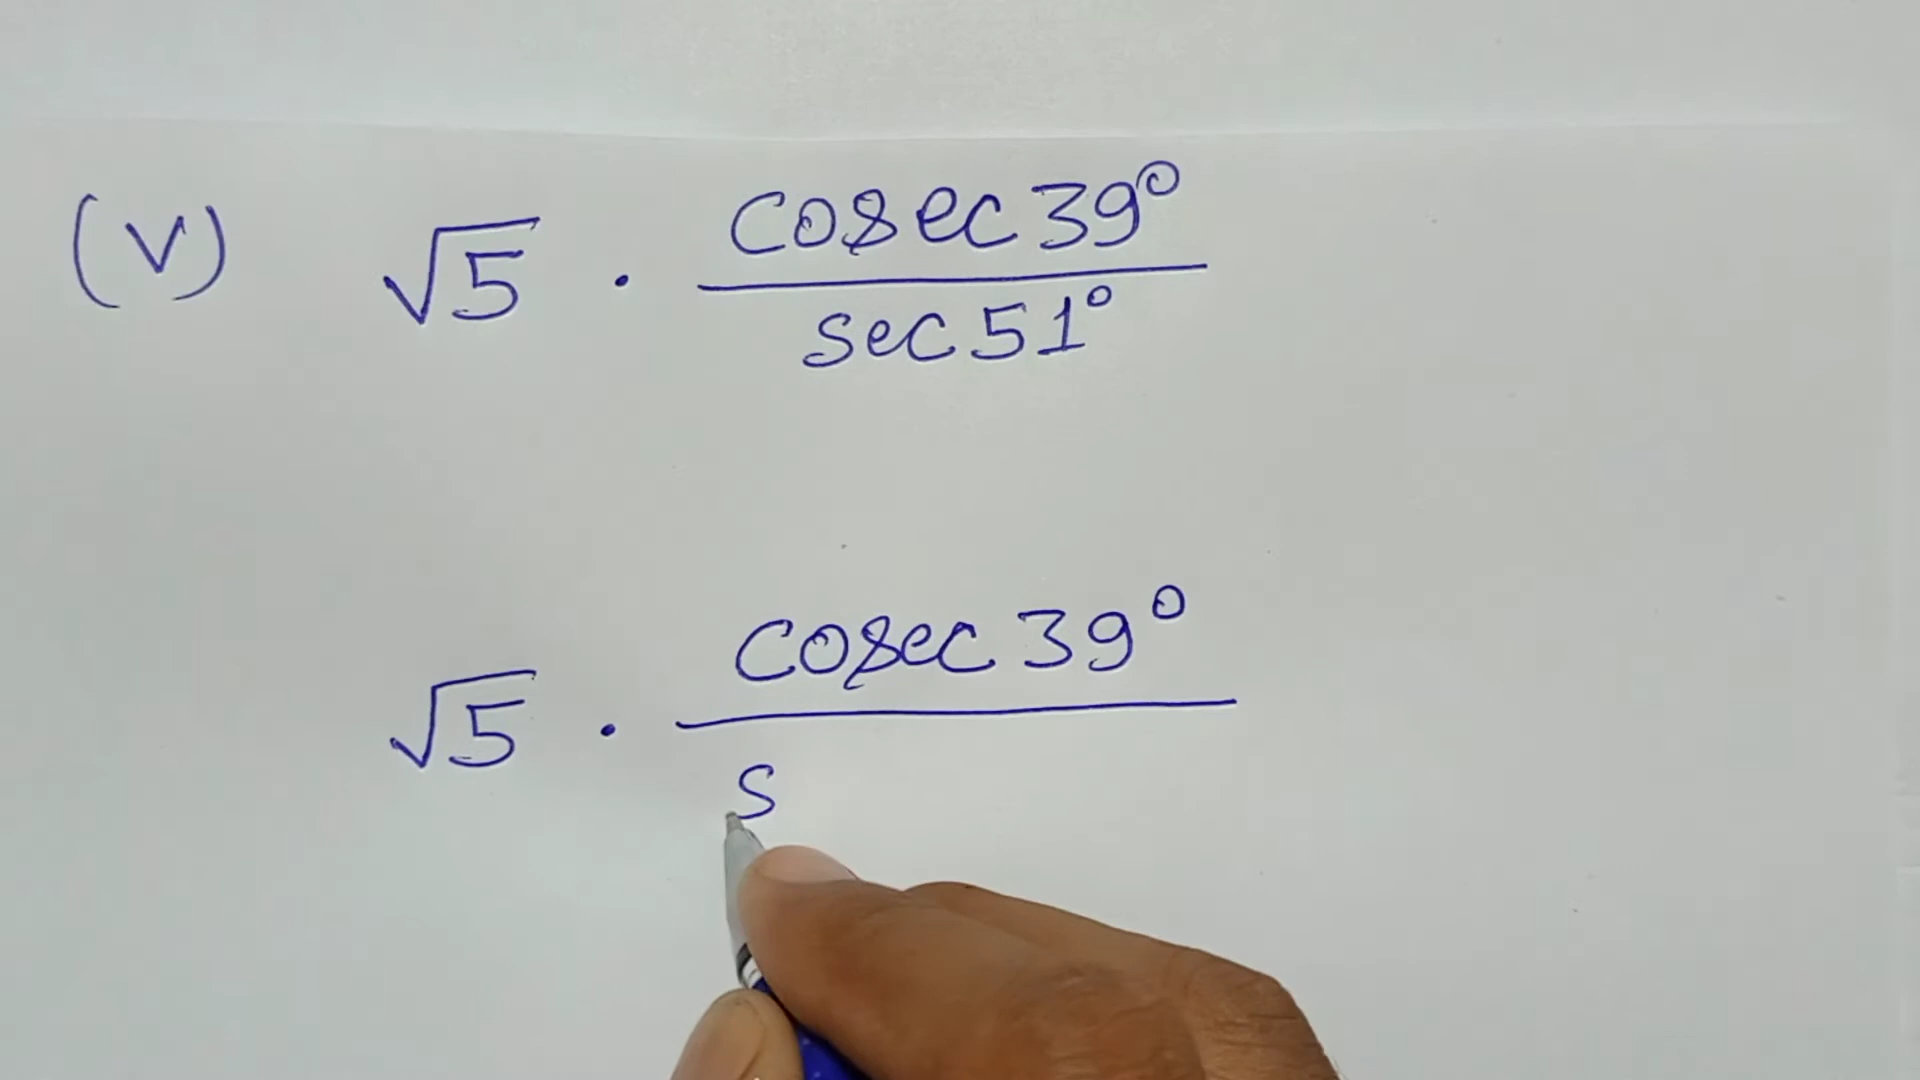 (V) √5 · cosec 39° / sec 51°
√5 · cosec 39° / s